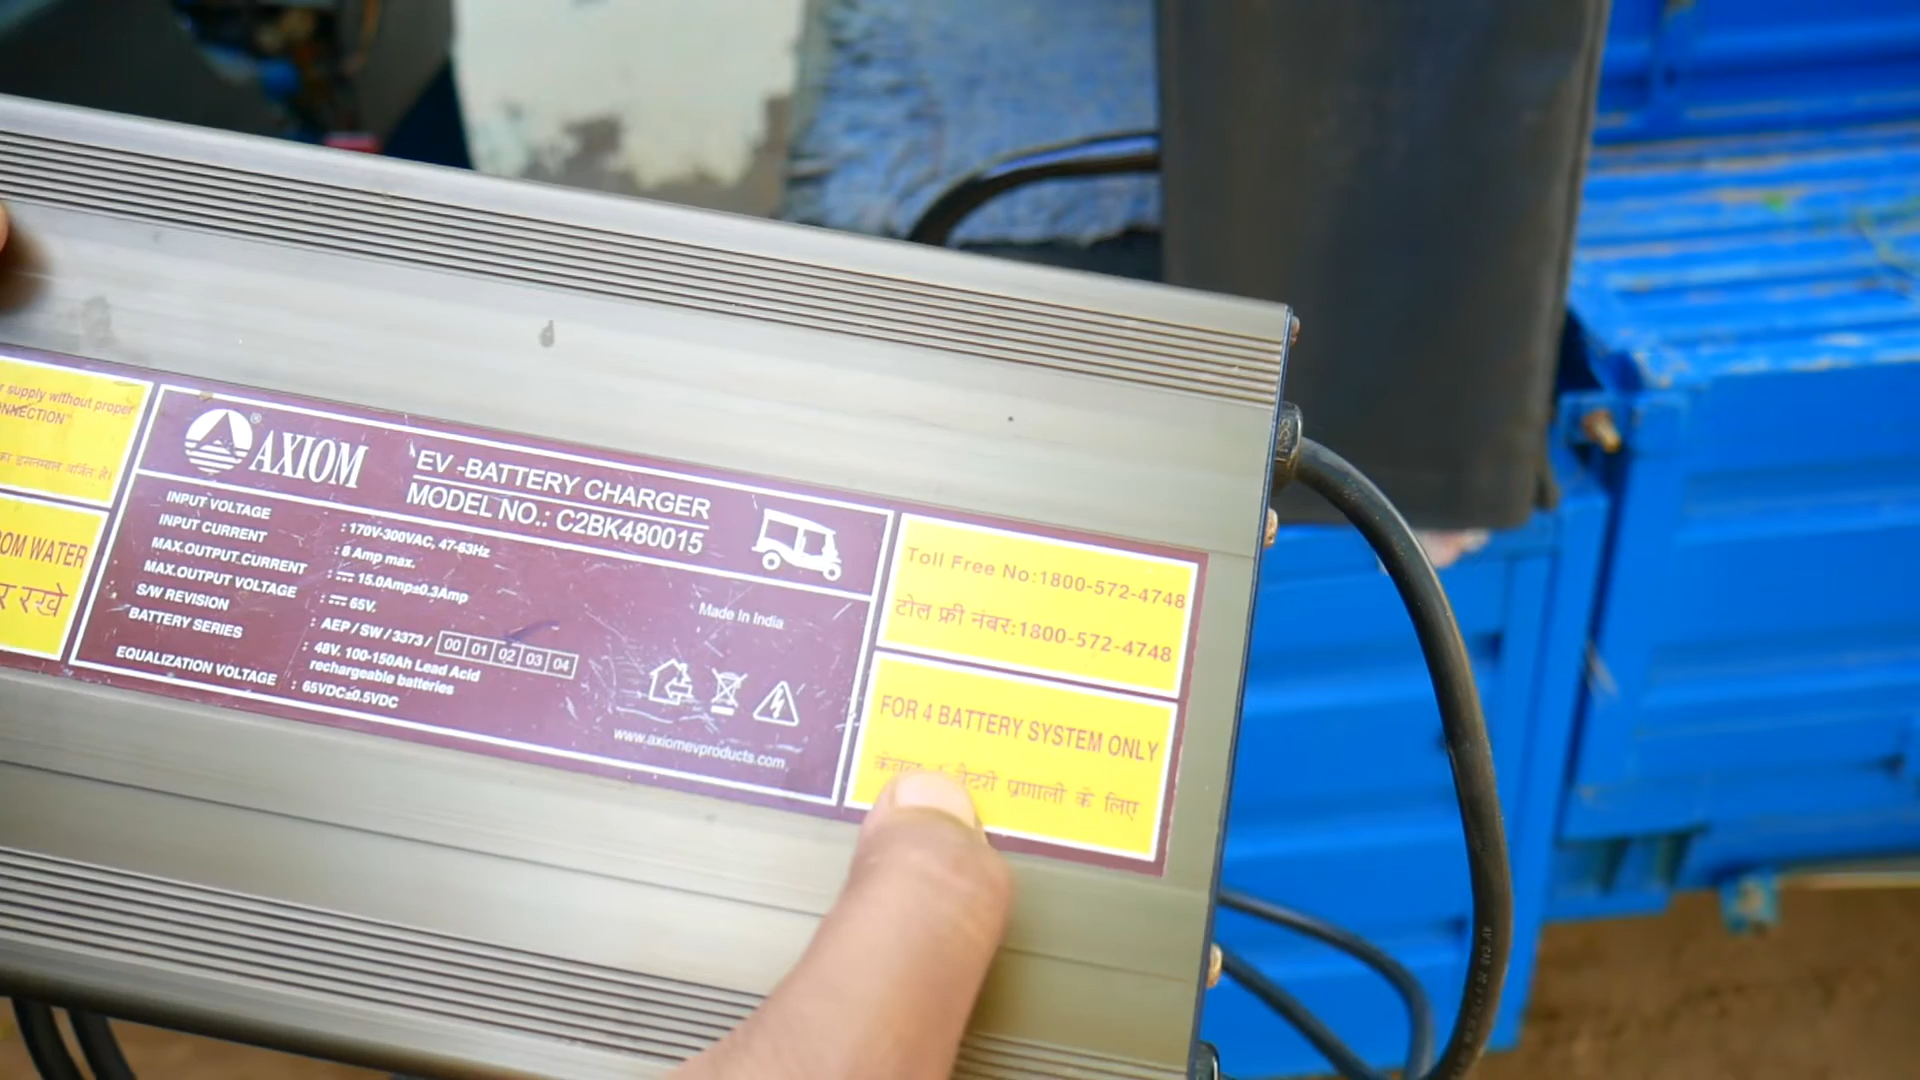 r supply without proper
NNECTION"
का इस्तेमाल वर्जित है।
OM WATER
र रखे
AXIOM
EV -BATTERY CHARGER
MODEL NO.: C2BK480015
INPUT VOLTAGE : 170V-300VAC, 47-63Hz
INPUT CURRENT : 8 Amp max.
MAX.OUTPUT CURRENT : 15.0Amp±0.3Amp
MAX.OUTPUT VOLTAGE : 65V.
S/W REVISION : AEP / SW / 3373 / 00 01 02 03 04
BATTERY SERIES : 48V, 100-150Ah Lead Acid
rechargeable batteries
EQUALIZATION VOLTAGE : 65VDC±0.5VDC
Made In India
www.axiomevproducts.com
Toll Free No:1800-572-4748
टोल फ्री नंबर:1800-572-4748
FOR 4 BATTERY SYSTEM ONLY
प्रणाली के लिए